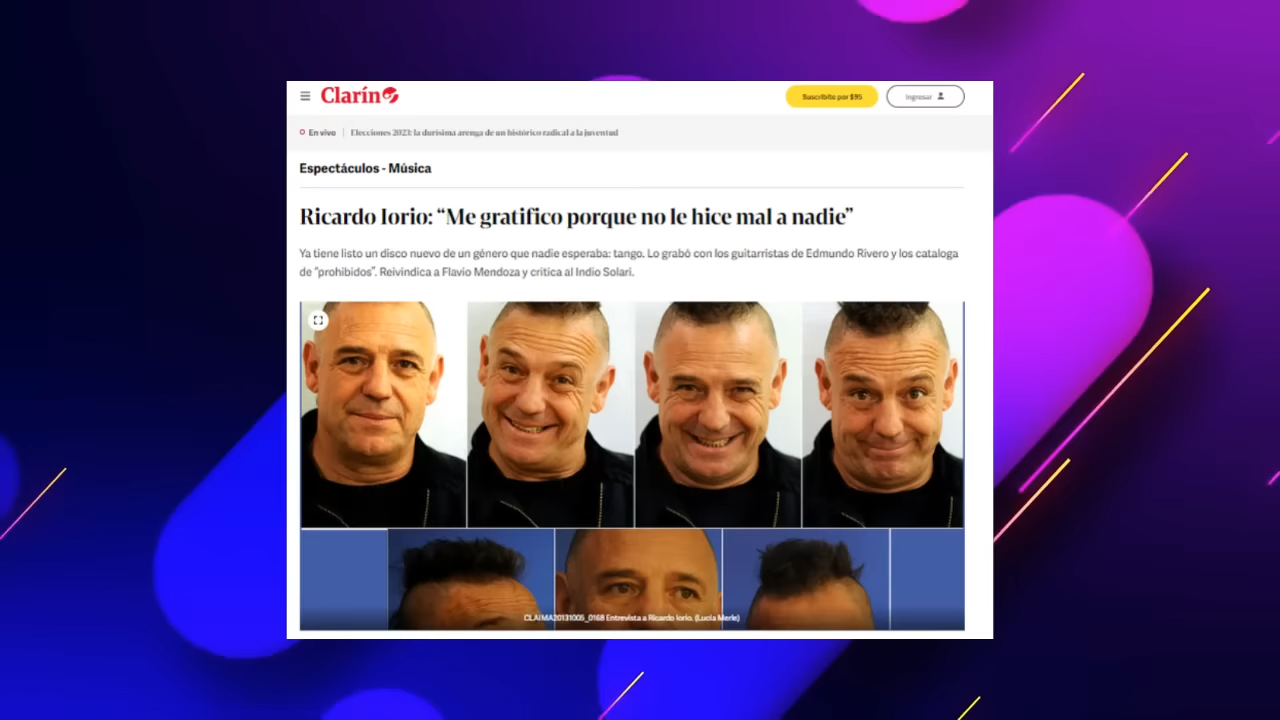 Clarín
Suscribite por $95
Ingresar
En vivo
Elecciones 2023: la durísima arenga de un histórico radical a la juventud
Espectáculos - Música
Ricardo Iorio: “Me gratifico porque no le hice mal a nadie”
Ya tiene listo un disco nuevo de un género que nadie esperaba: tango. Lo grabó con los guitarristas de Edmundo Rivero y los cataloga
de “prohibidos”. Reivindica a Flavio Mendoza y critica al Indio Solari.
CLAIMA20131005_0168 Entrevista a Ricardo Iorio. (Lucia Merle)